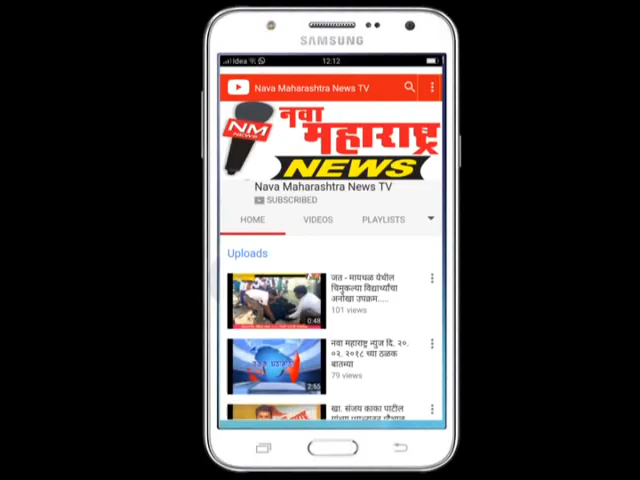 SAMSUNG
Idea
12:12
Nava Maharashtra News TV
NM
NEWS
नवा
महाराष्ट्र
NEWS
Nava Maharashtra News TV
SUBSCRIBED
HOME VIDEOS PLAYLISTS
Uploads
जत - मायथळ येथील
चिमुकल्या विद्यार्थ्यांचा
अनोखा उपक्रम.....
101 views
0:48
नवा महाराष्ट्र न्युज दि. २०.
०२. २०१८ च्या ठळक
बातम्या
79 views
2:55
खा. संजय काका पाटील